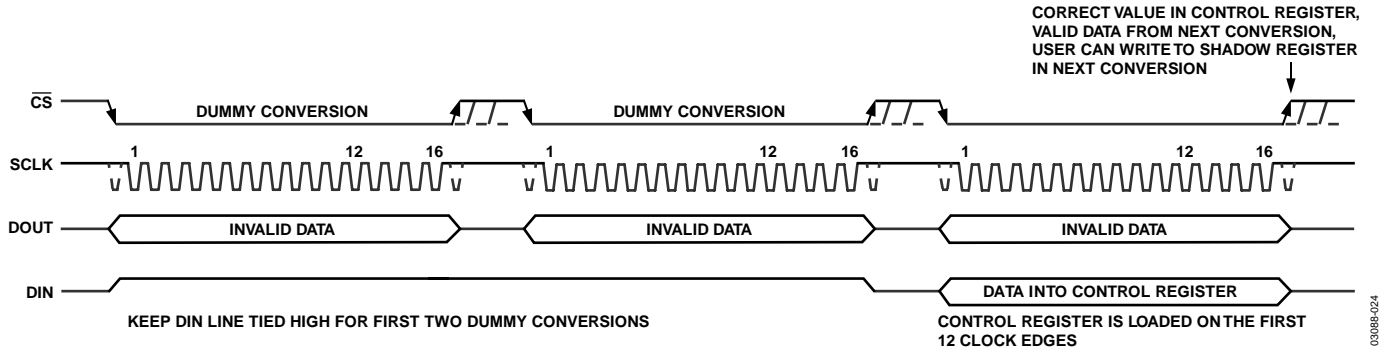 CORRECT VALUE IN CONTROL REGISTER,
VALID DATA FROM NEXT CONVERSION,
USER CAN WRITE TO SHADOW REGISTER
IN NEXT CONVERSION
CS
DUMMY CONVERSION
DUMMY CONVERSION
SCLK
1
12
16
1
12
16
1
12
16
DOUT
INVALID DATA
INVALID DATA
INVALID DATA
DIN
DATA INTO CONTROL REGISTER
KEEP DIN LINE TIED HIGH FOR FIRST TWO DUMMY CONVERSIONS
CONTROL REGISTER IS LOADED ON THE FIRST
12 CLOCK EDGES
03088-024